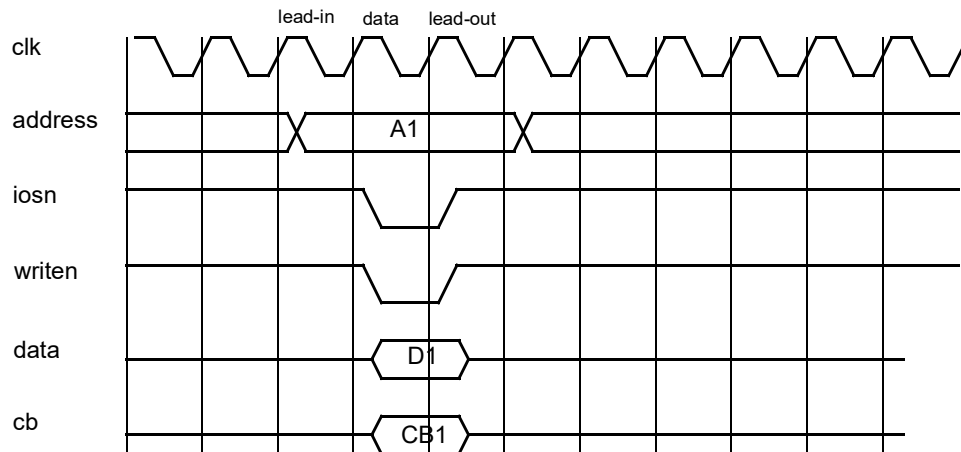 lead-in data lead-out
clk
address
A1
iosn
writen
data
D1
cb
CB1